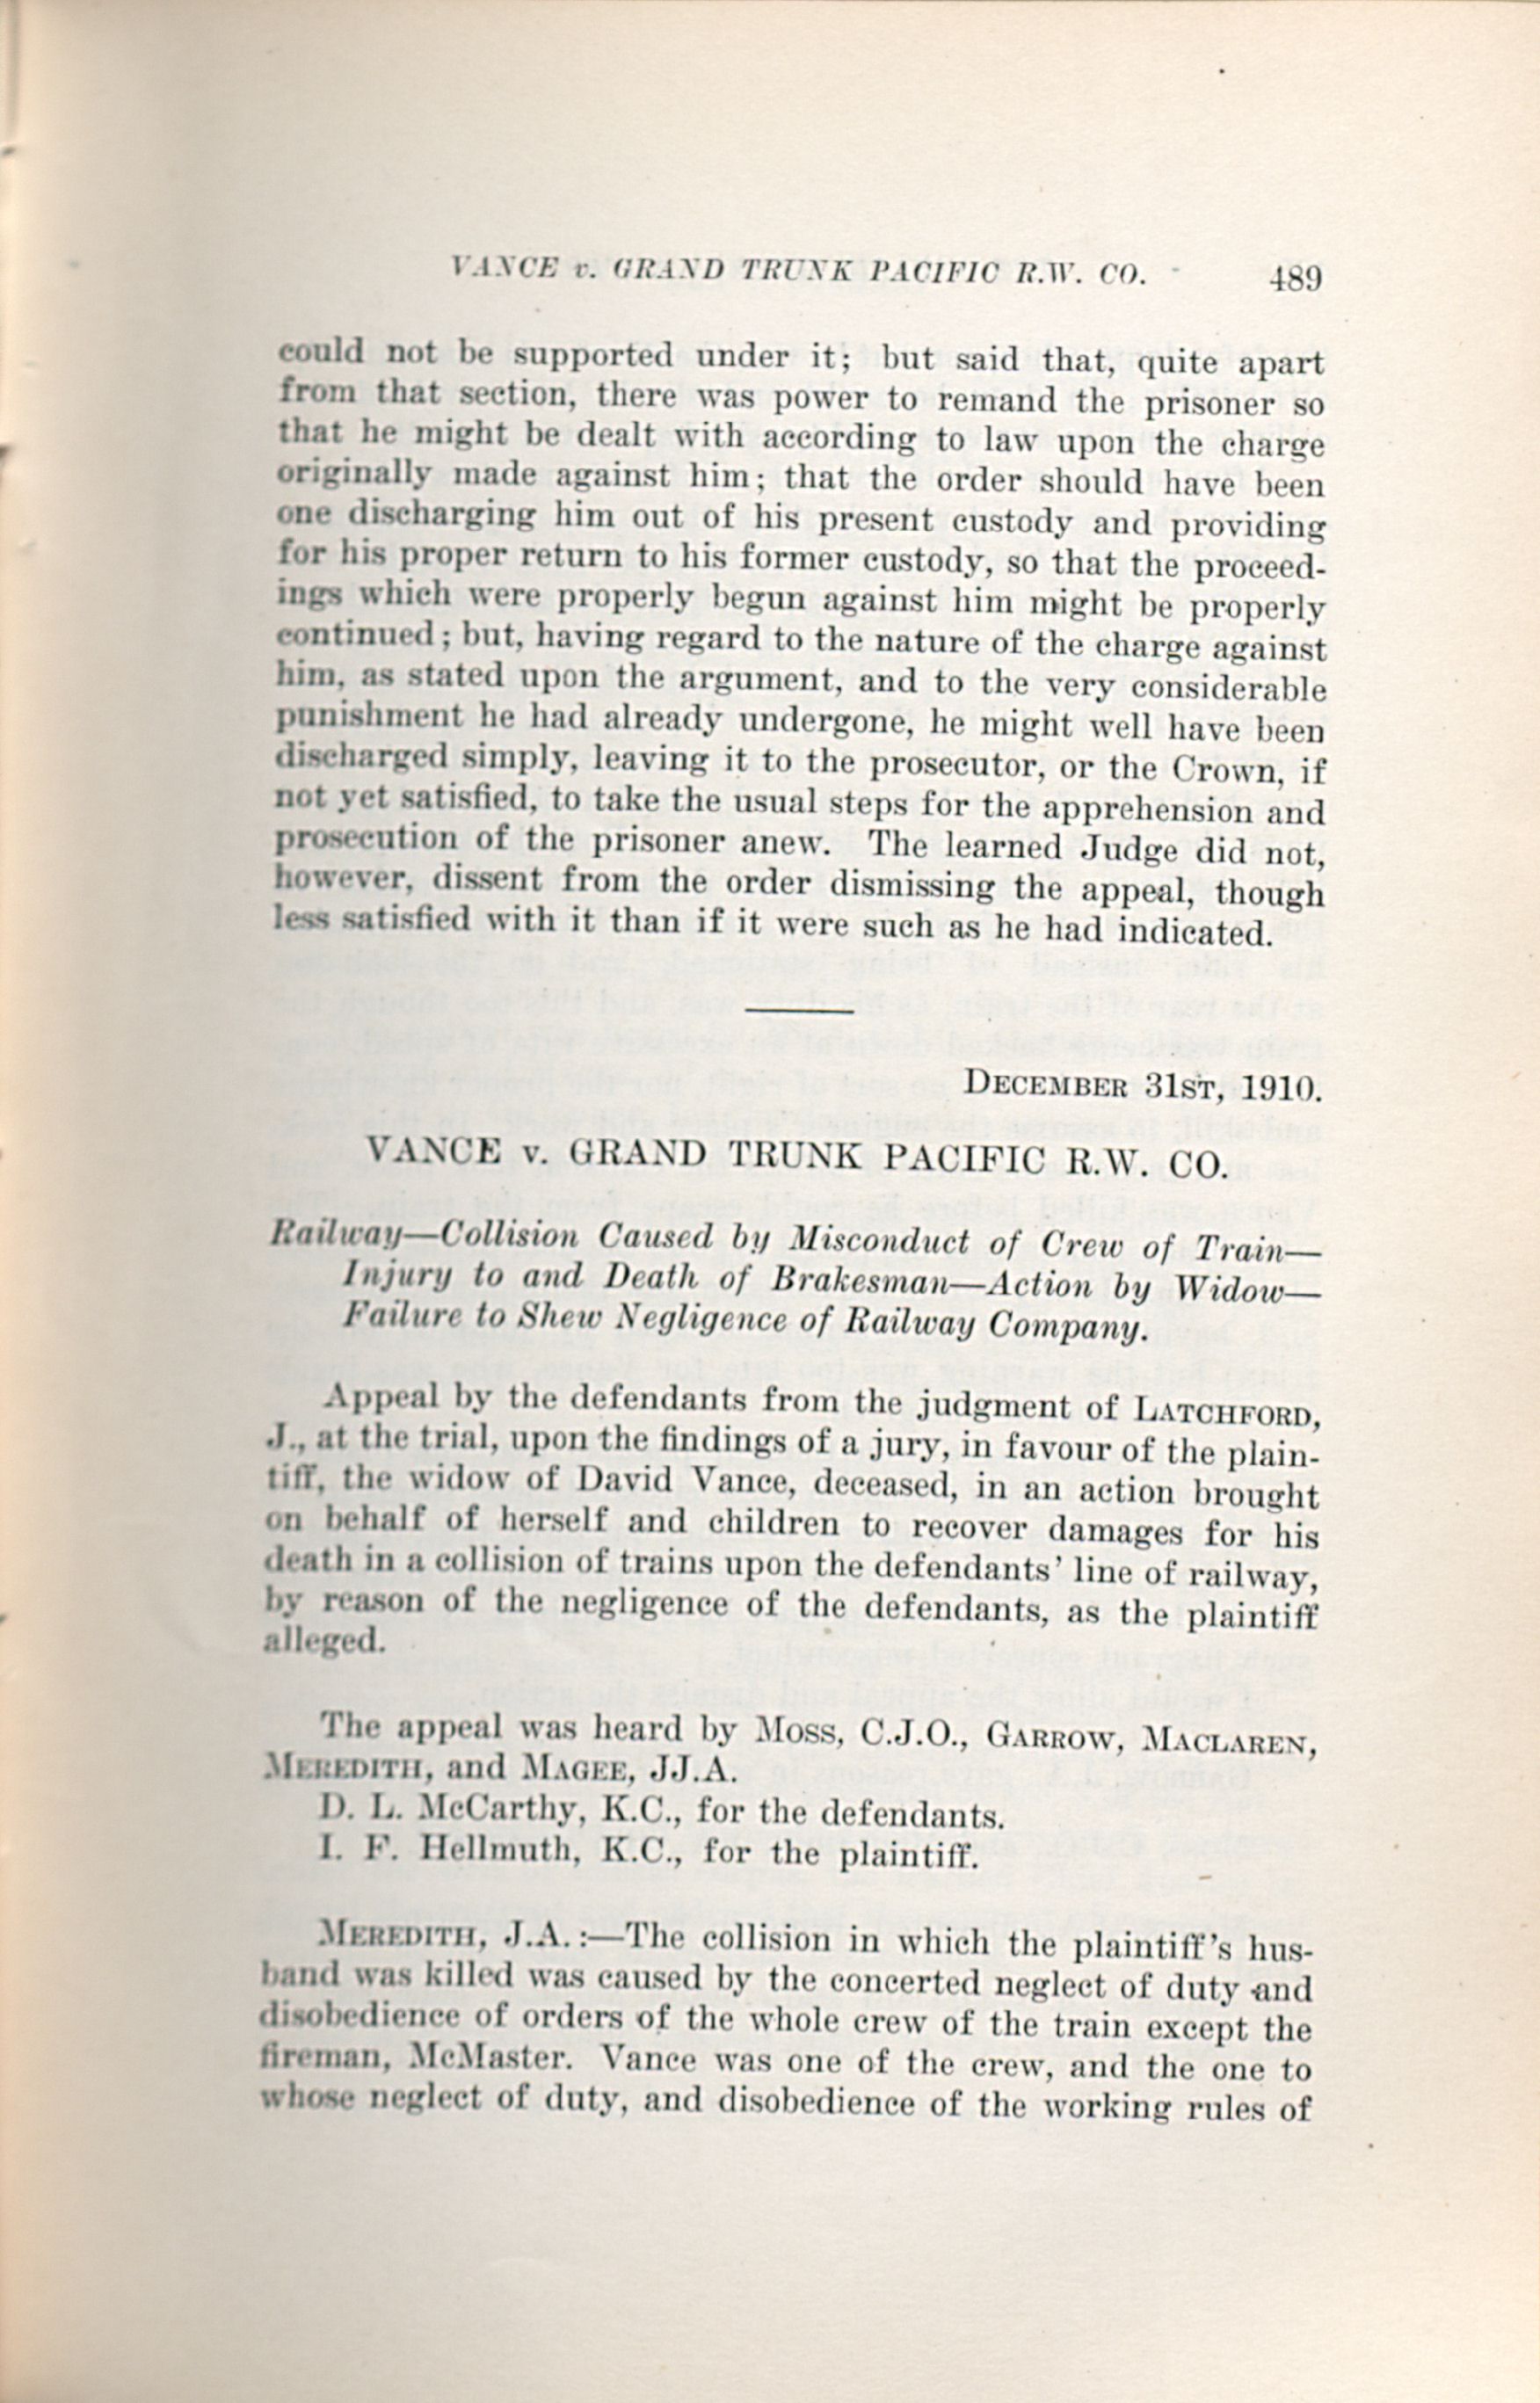 VANCE v. GRAND TRUNK PACIFIC R.W. CO. 489
could not be supported under it; but said that, quite apart
from that section, there was power to remand the prisoner so
that he might be dealt with according to law upon the charge
originally made against him; that the order should have been
one discharging him out of his present custody and providing
for his proper return to his former custody, so that the proceed-
ings which were properly begun against him might be properly
continued; but, having regard to the nature of the charge against
him, as stated upon the argument, and to the very considerable
punishment he had already undergone, he might well have been
discharged simply, leaving it to the prosecutor, or the Crown, if
not yet satisfied, to take the usual steps for the apprehension and
prosecution of the prisoner anew. The learned Judge did not,
however, dissent from the order dismissing the appeal, though
less satisfied with it than if it were such as he had indicated.
DECEMBER 31ST, 1910.
VANCE v. GRAND TRUNK PACIFIC R.W. CO.
Railway—Collision Caused by Misconduct of Crew of Train—
Injury to and Death of Brakesman—Action by Widow—
Failure to Shew Negligence of Railway Company.
Appeal by the defendants from the judgment of LATCHFORD,
J., at the trial, upon the findings of a jury, in favour of the plain-
tiff, the widow of David Vance, deceased, in an action brought
on behalf of herself and children to recover damages for his
death in a collision of trains upon the defendants' line of railway,
by reason of the negligence of the defendants, as the plaintiff
alleged.
The appeal was heard by MOSS, C.J.O., GARROW, MACLAREN,
MEREDITH, and MAGEE, JJ.A.
D. L. McCarthy, K.C., for the defendants.
I. F. Hellmuth, K.C., for the plaintiff.
MEREDITH, J.A.:—The collision in which the plaintiff's hus-
band was killed was caused by the concerted neglect of duty and
disobedience of orders of the whole crew of the train except the
fireman, McMaster. Vance was one of the crew, and the one to
whose neglect of duty, and disobedience of the working rules of